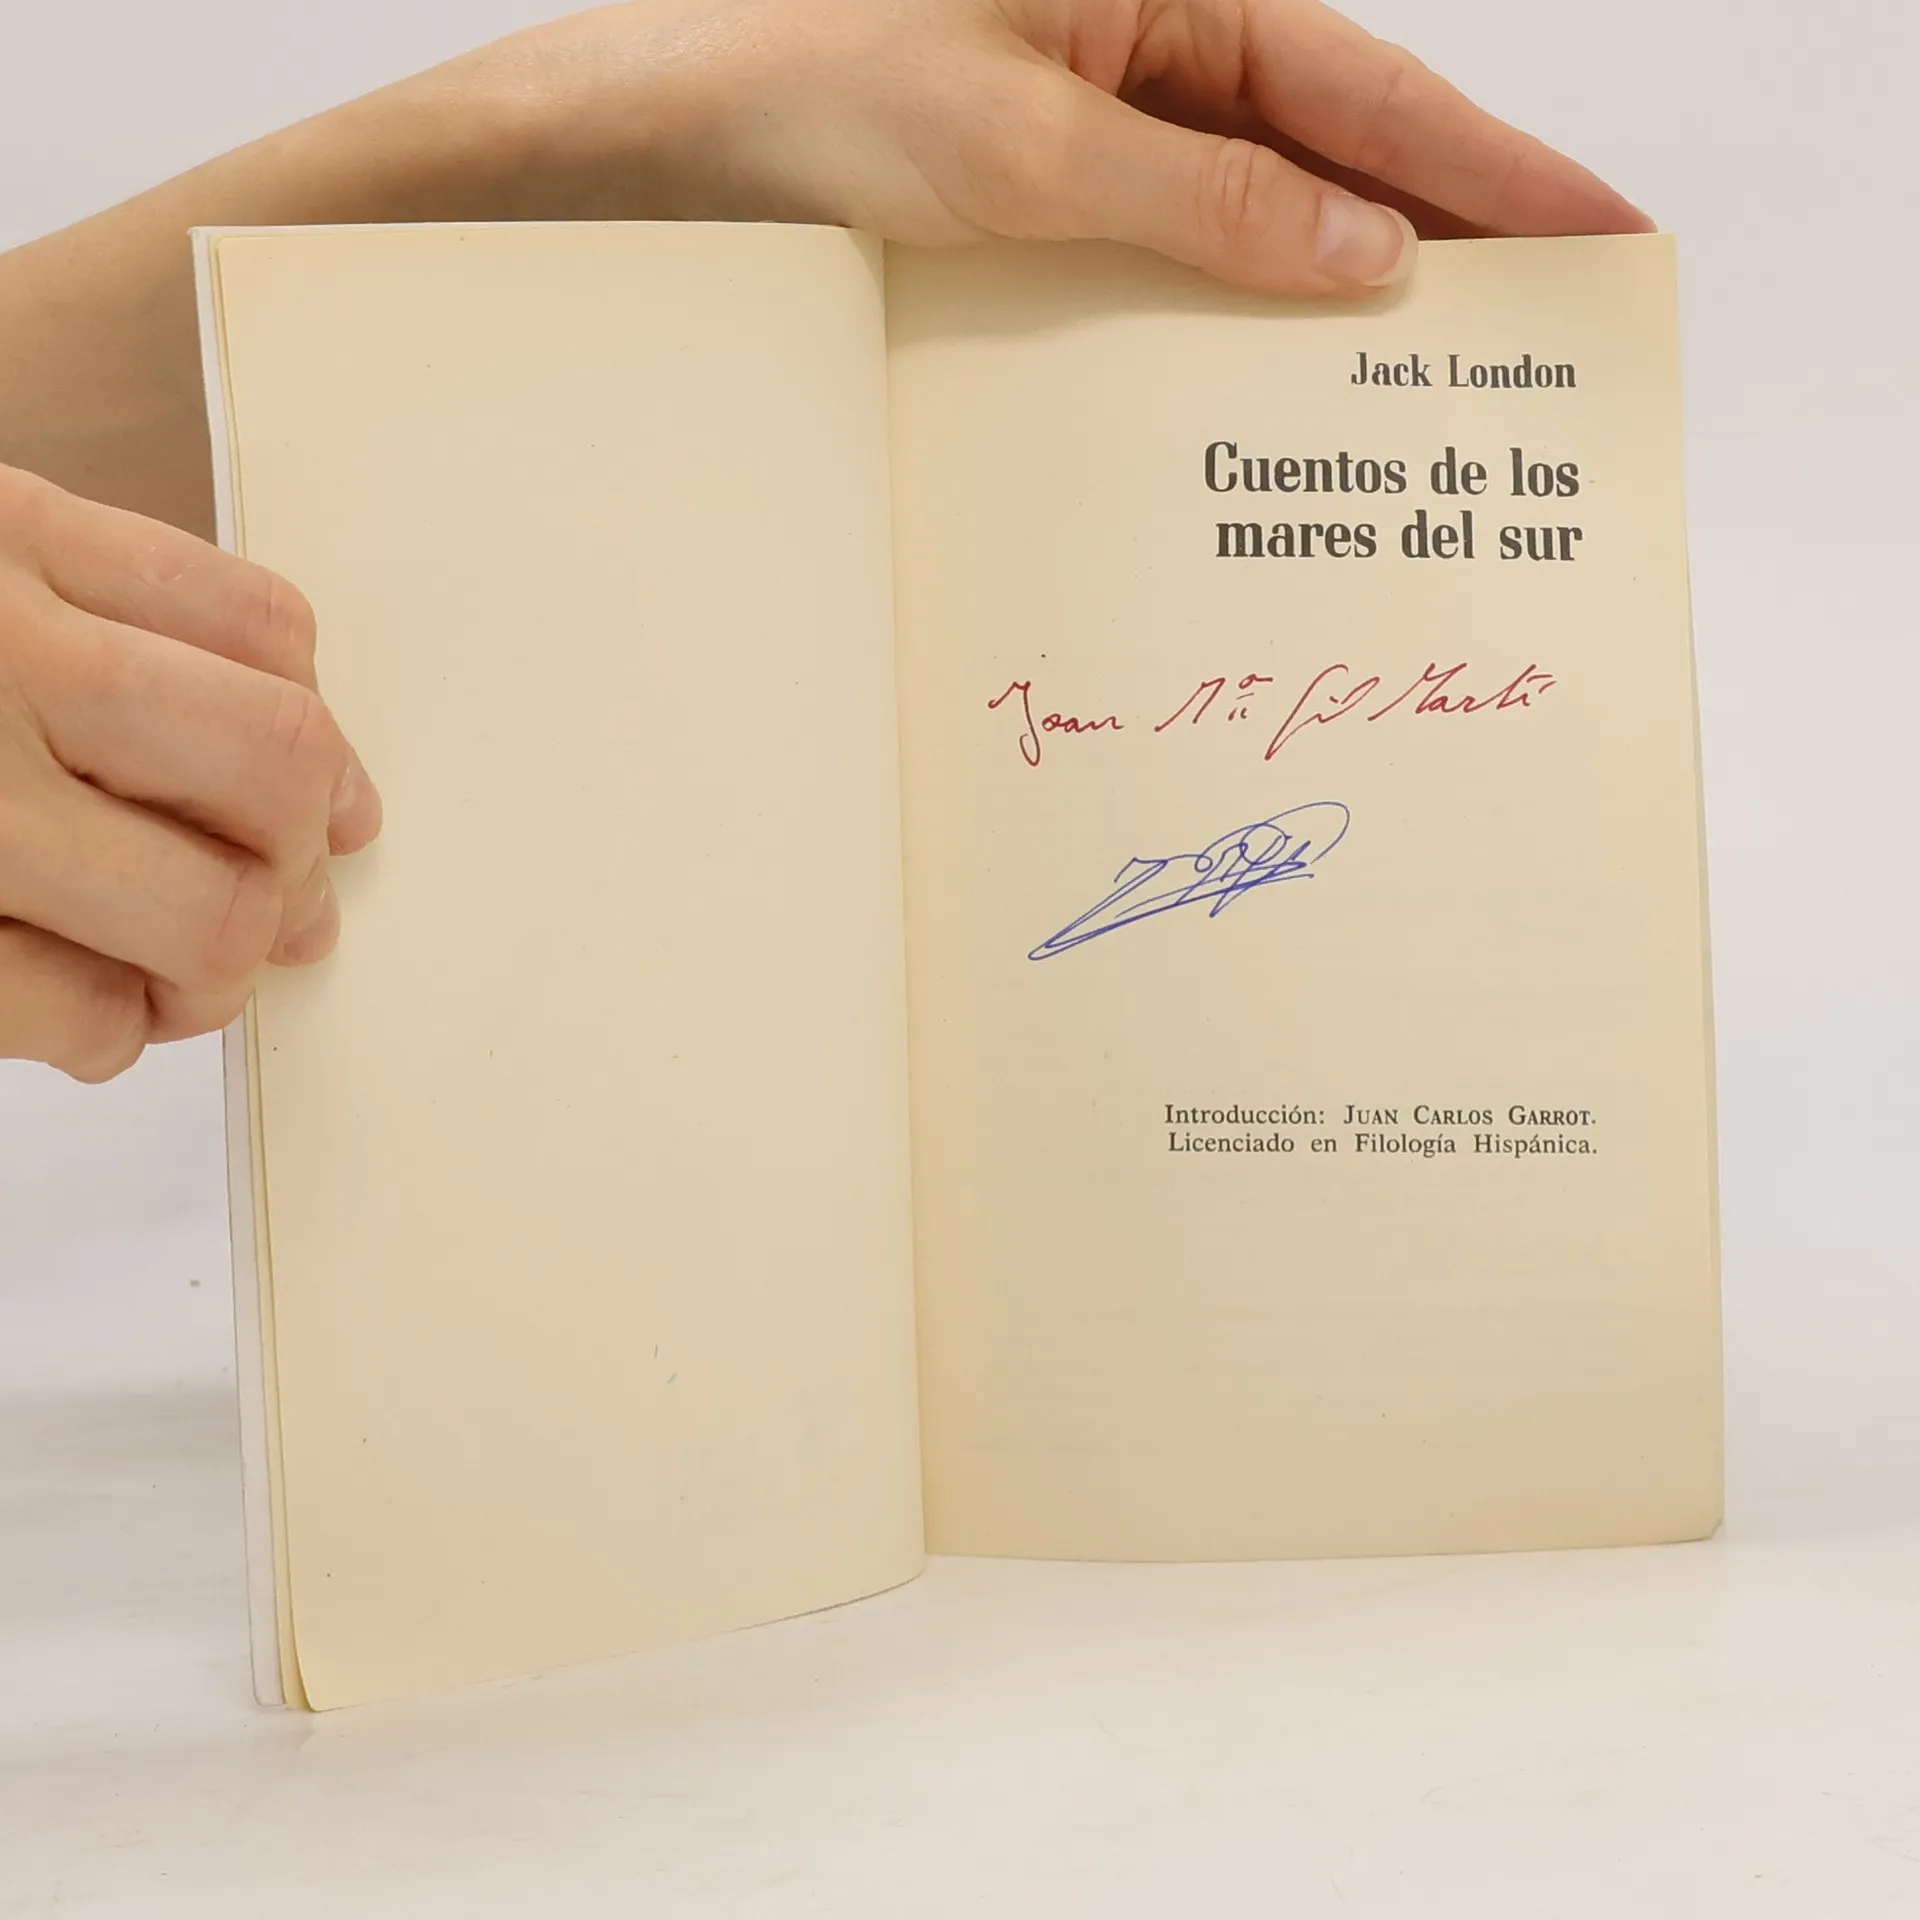 Jack London
Cuentos de los
mares del sur
Joan Mª Gil Martí
Introducción: JUAN CARLOS GARROT.
Licenciado en Filología Hispánica.